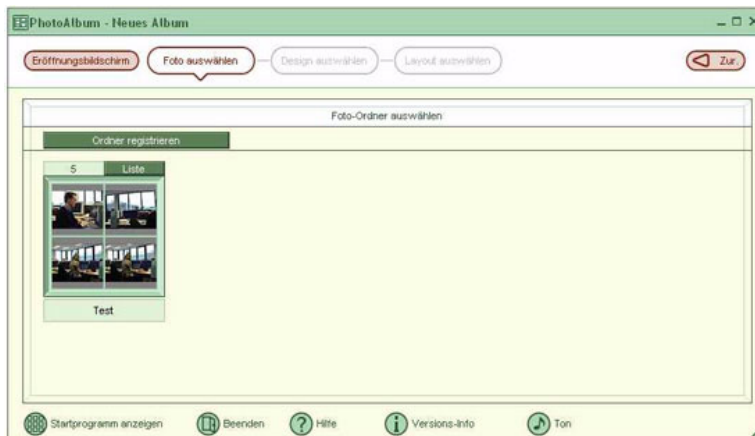 PhotoAlbum - Neues Album
Eröffnungsbildschirm Foto auswählen Design auswählen Layout auswählen Zur.
Foto-Ordner auswählen
Ordner registrieren
5 Liste
Test
Startprogramm anzeigen Beenden Hilfe Versions-Info Ton